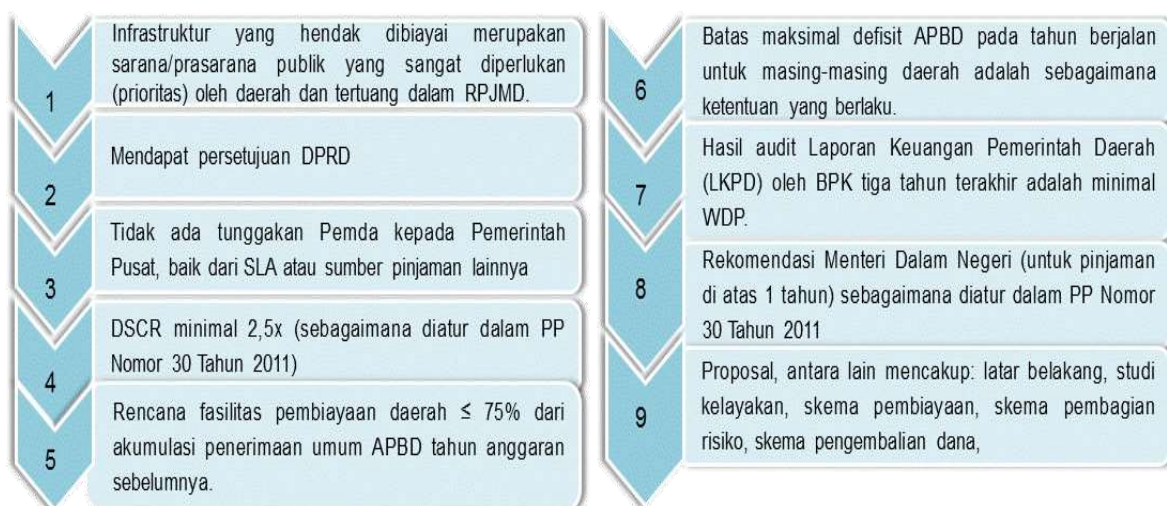 1
Infrastruktur yang hendak dibiayai merupakan
sarana/prasarana publik yang sangat diperlukan
(prioritas) oleh daerah dan tertuang dalam RPJMD.
2
Mendapat persetujuan DPRD
3
Tidak ada tunggakan Pemda kepada Pemerintah
Pusat, baik dari SLA atau sumber pinjaman lainnya
4
DSCR minimal 2,5x (sebagaimana diatur dalam PP
Nomor 30 Tahun 2011)
5
Rencana fasilitas pembiayaan daerah ≤ 75% dari
akumulasi penerimaan umum APBD tahun anggaran
sebelumnya.
6
Batas maksimal defisit APBD pada tahun berjalan
untuk masing-masing daerah adalah sebagaimana
ketentuan yang berlaku.
7
Hasil audit Laporan Keuangan Pemerintah Daerah
(LKPD) oleh BPK tiga tahun terakhir adalah minimal
WDP.
8
Rekomendasi Menteri Dalam Negeri (untuk pinjaman
di atas 1 tahun) sebagaimana diatur dalam PP Nomor
30 Tahun 2011
9
Proposal, antara lain mencakup: latar belakang, studi
kelayakan, skema pembiayaan, skema pembagian
risiko, skema pengembalian dana,